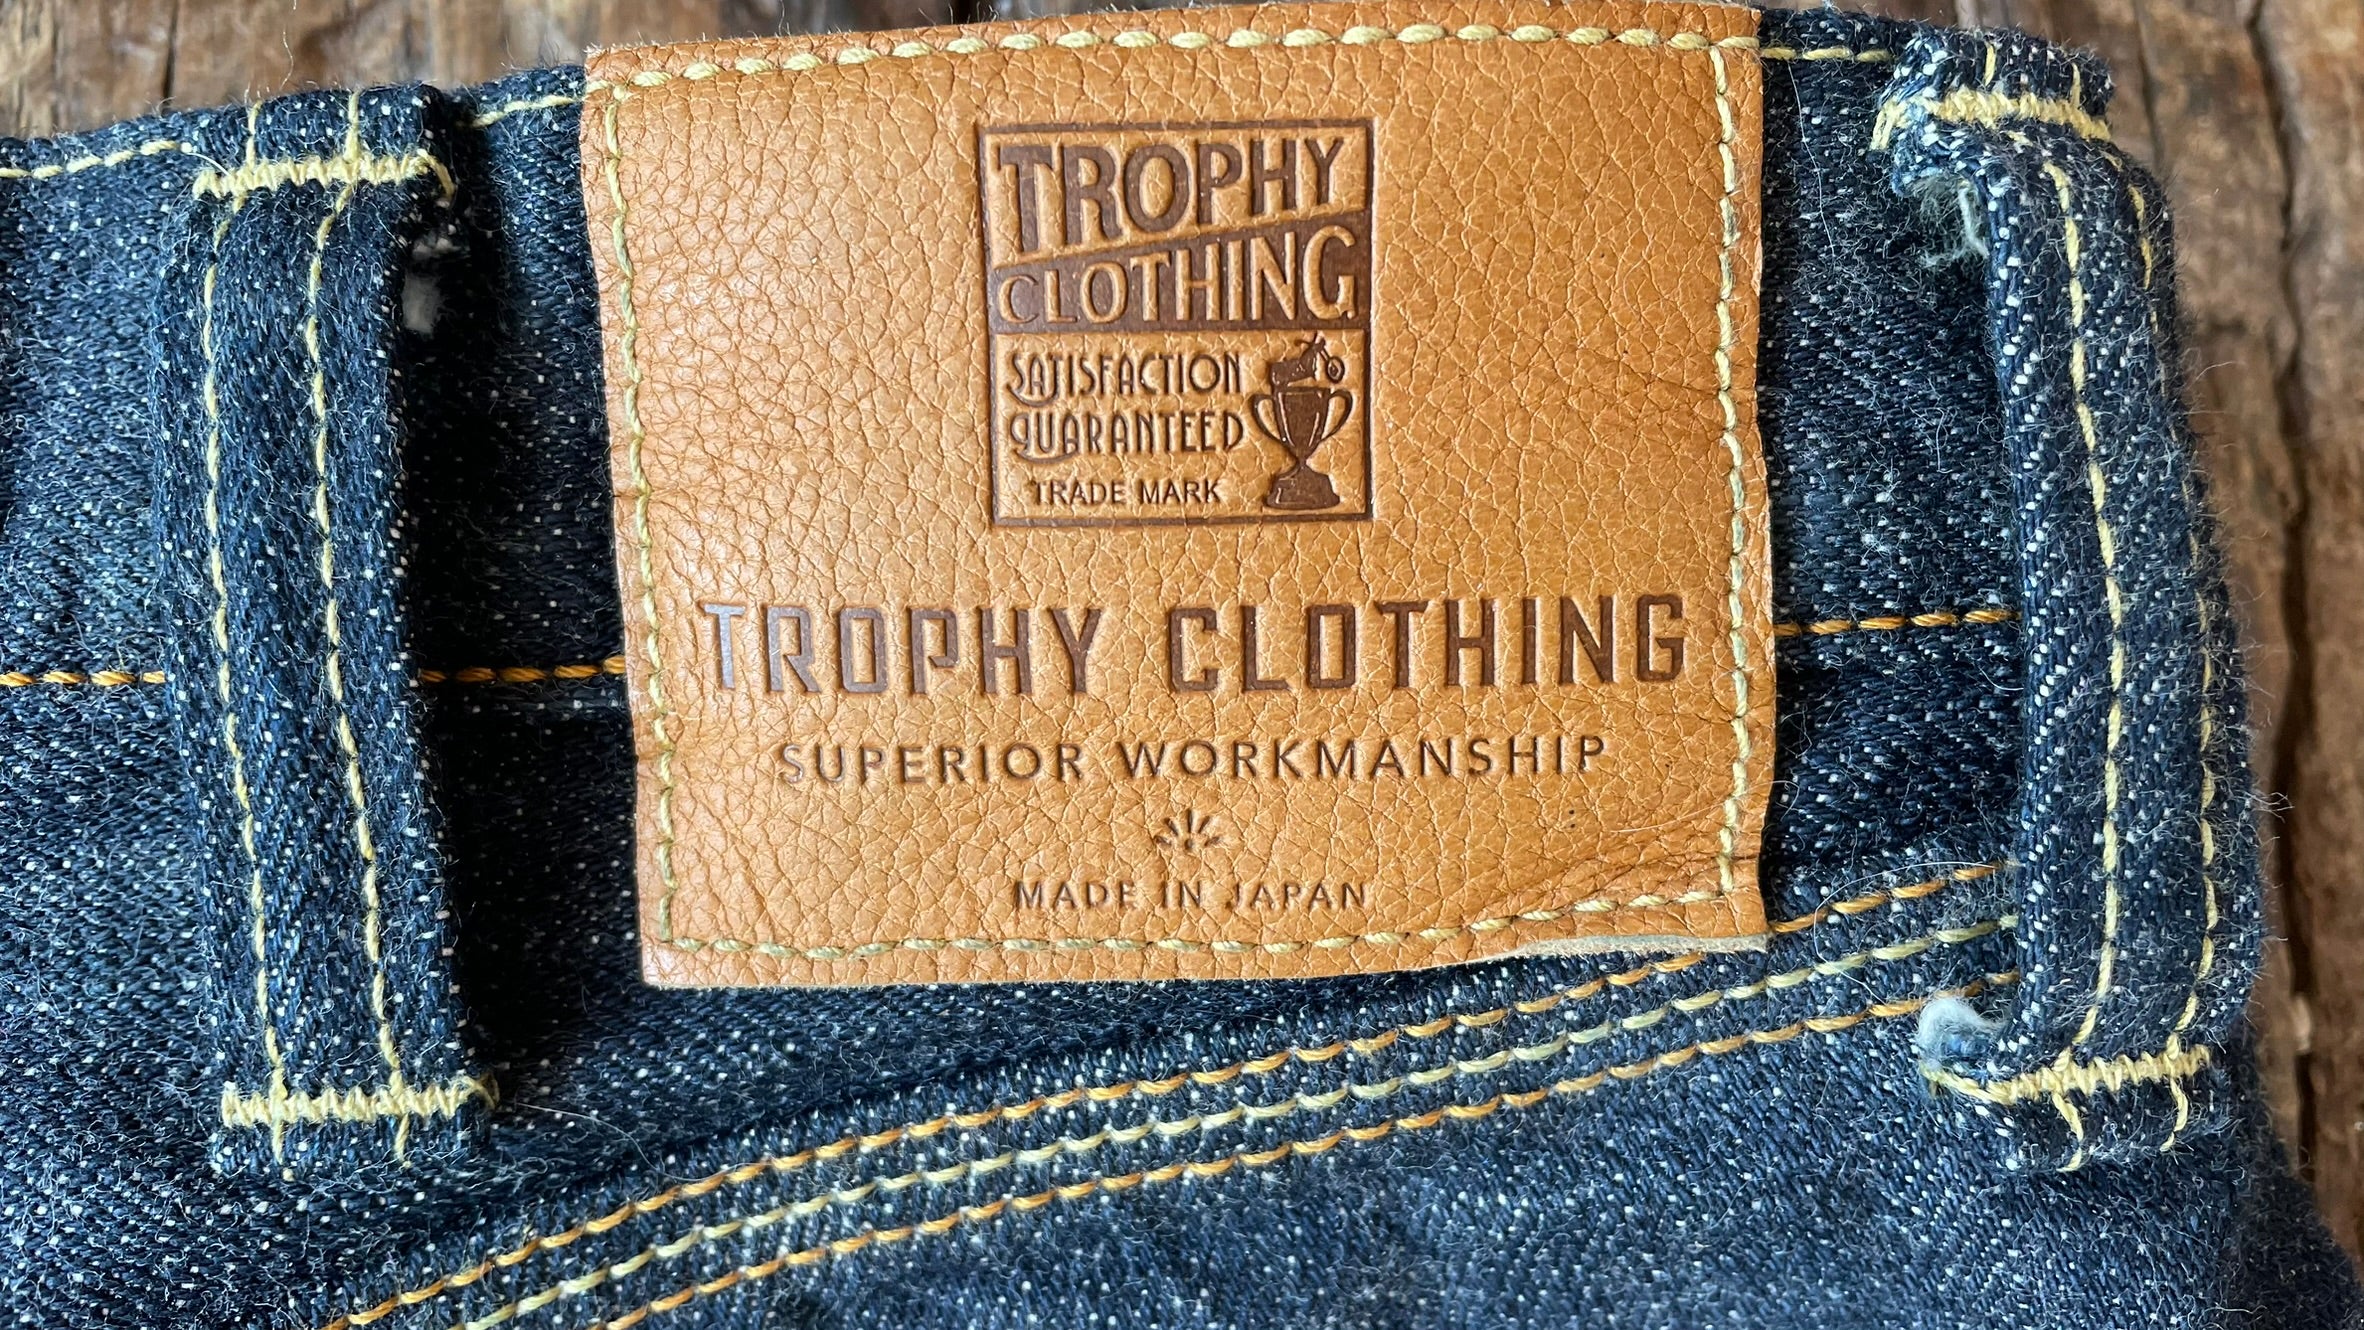 TROPHY
CLOTHING
SATISFACTION
GUARANTEED
TRADE MARK
TROPHY CLOTHING
SUPERIOR WORKMANSHIP
MADE IN JAPAN